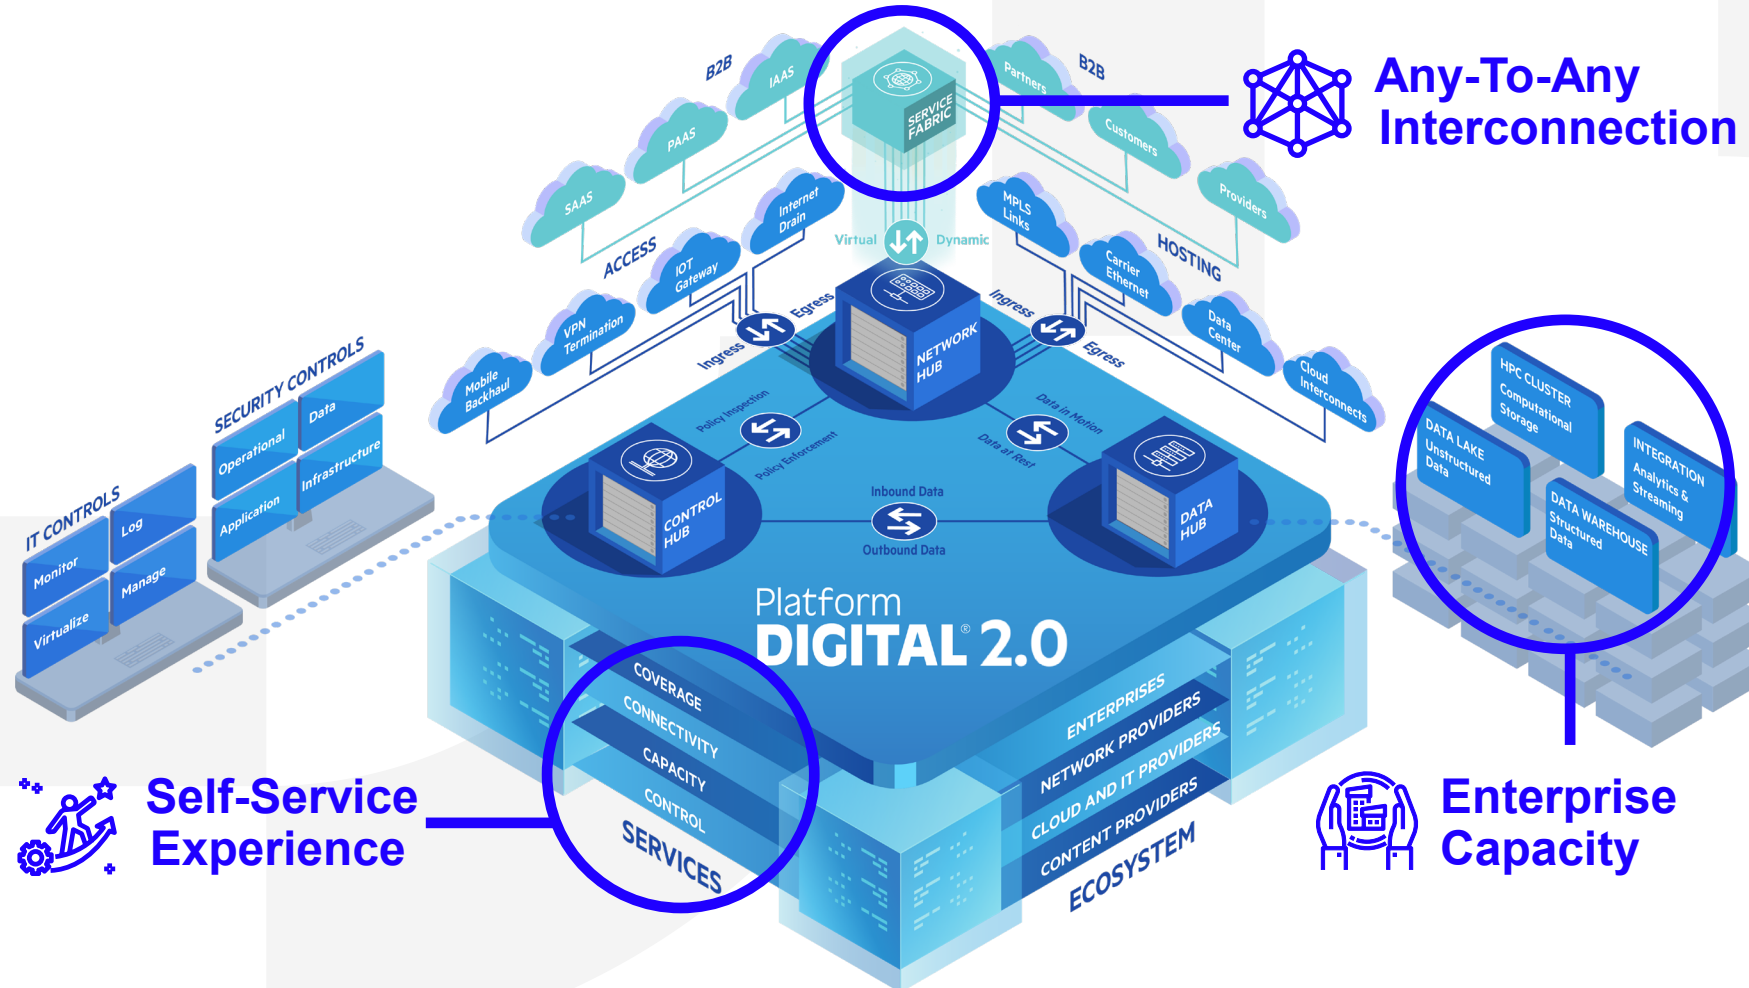 B2B
IAAS
PAAS
SAAS
SERVICE
FABRIC
B2B
Partners
Customers
Providers
Any-To-Any
Interconnection
ACCESS
Internet
Drain
IOT
Gateway
VPN
Termination
Mobile
Backhaul
Virtual
Dynamic
HOSTING
MPLS
Links
Carrier
Ethernet
Data
Center
Cloud
Interconnects
Ingress
Egress
Ingress
Egress
NETWORK
HUB
SECURITY CONTROLS
Operational
Data
Application
Infrastructure
IT CONTROLS
Monitor
Log
Virtualize
Manage
Policy Inspection
Policy Enforcement
Data in Motion
Data at Rest
CONTROL
HUB
Inbound Data
Outbound Data
DATA
HUB
HPC CLUSTER
Computational
Storage
DATA LAKE
Unstructured
Data
INTEGRATION
Analytics &
Streaming
DATA WAREHOUSE
Structured
Data
Platform
DIGITAL® 2.0
COVERAGE
CONNECTIVITY
CAPACITY
CONTROL
SERVICES
ENTERPRISES
NETWORK PROVIDERS
CLOUD AND IT PROVIDERS
CONTENT PROVIDERS
ECOSYSTEM
Self-Service
Experience
Enterprise
Capacity